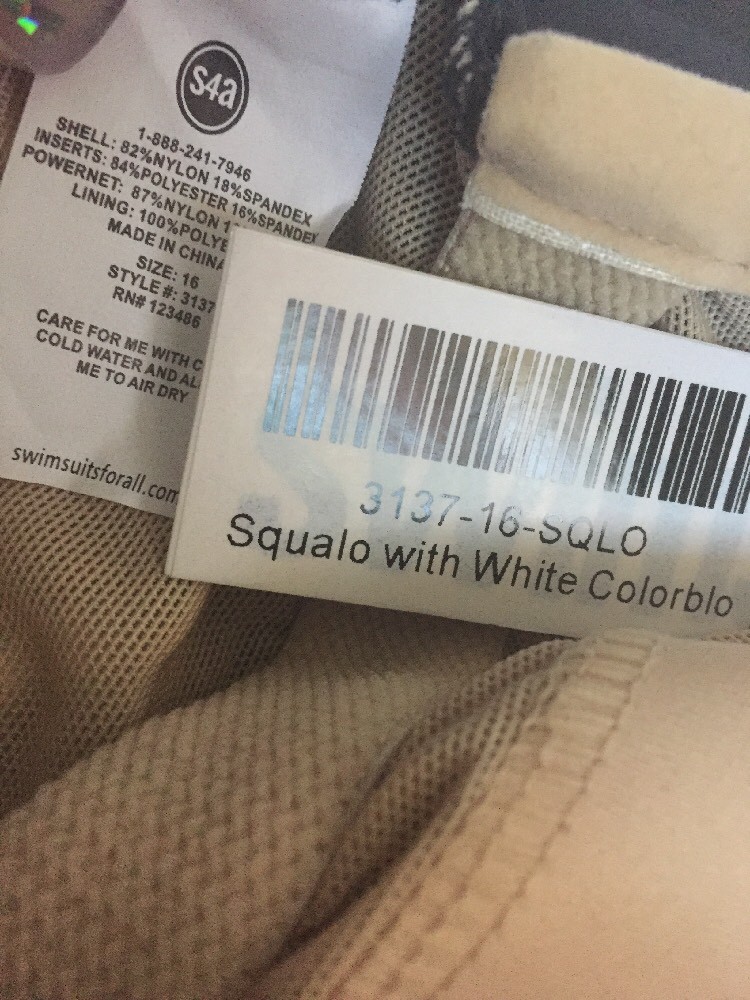 s4a
1-888-241-7946
SHELL: 82%NYLON 18%SPANDEX
INSERTS: 84%POLYESTER 16%SPANDEX
POWERNET: 87%NYLON
LINING: 100%POLYE
MADE IN CHINA
SIZE: 16
STYLE #: 3137
RN# 123486
CARE FOR ME WITH C
COLD WATER AND AL
ME TO AIR DRY
swimsuitsforall.com
3137-16-SQLO
Squalo with White Colorblo